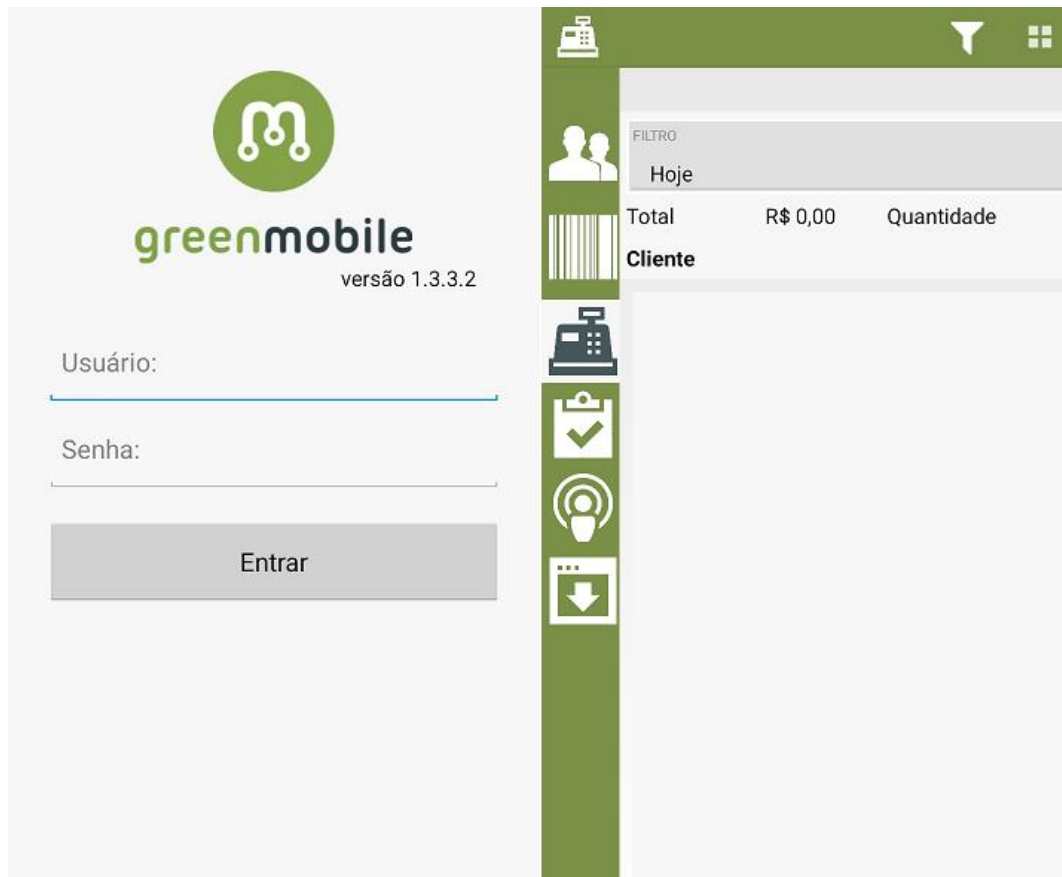 greenmobile
versão 1.3.3.2
Usuário:
Senha:
Entrar
FILTRO
Hoje
Total R$ 0,00 Quantidade
Cliente